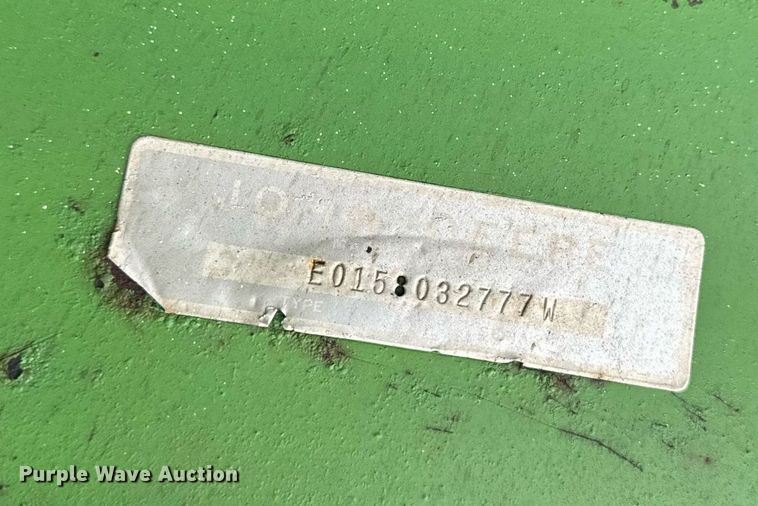 JOHN DEERE
E015 032777W
TYPE
Purple Wave Auction